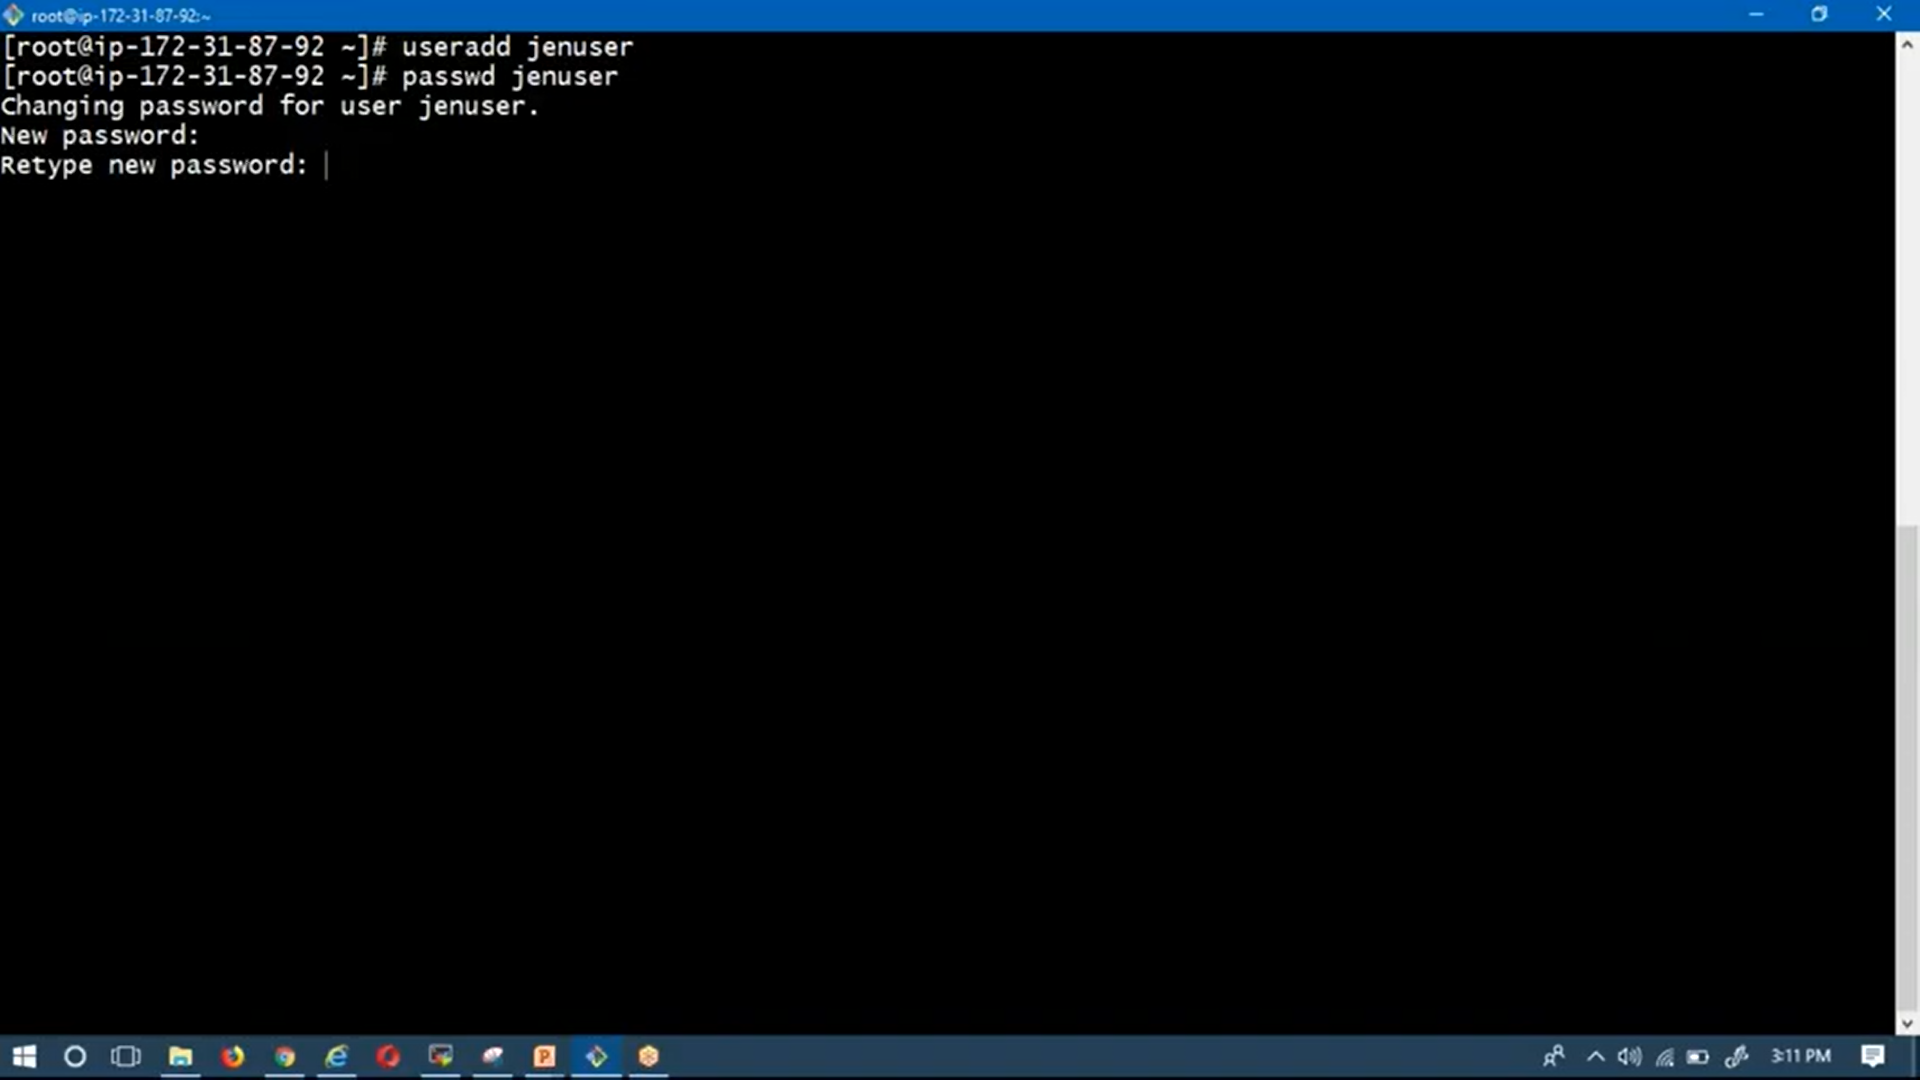 root@ip-172-31-87-92:~
[root@ip-172-31-87-92 ~]# useradd jenuser
[root@ip-172-31-87-92 ~]# passwd jenuser
Changing password for user jenuser.
New password:
Retype new password:
3:11 PM